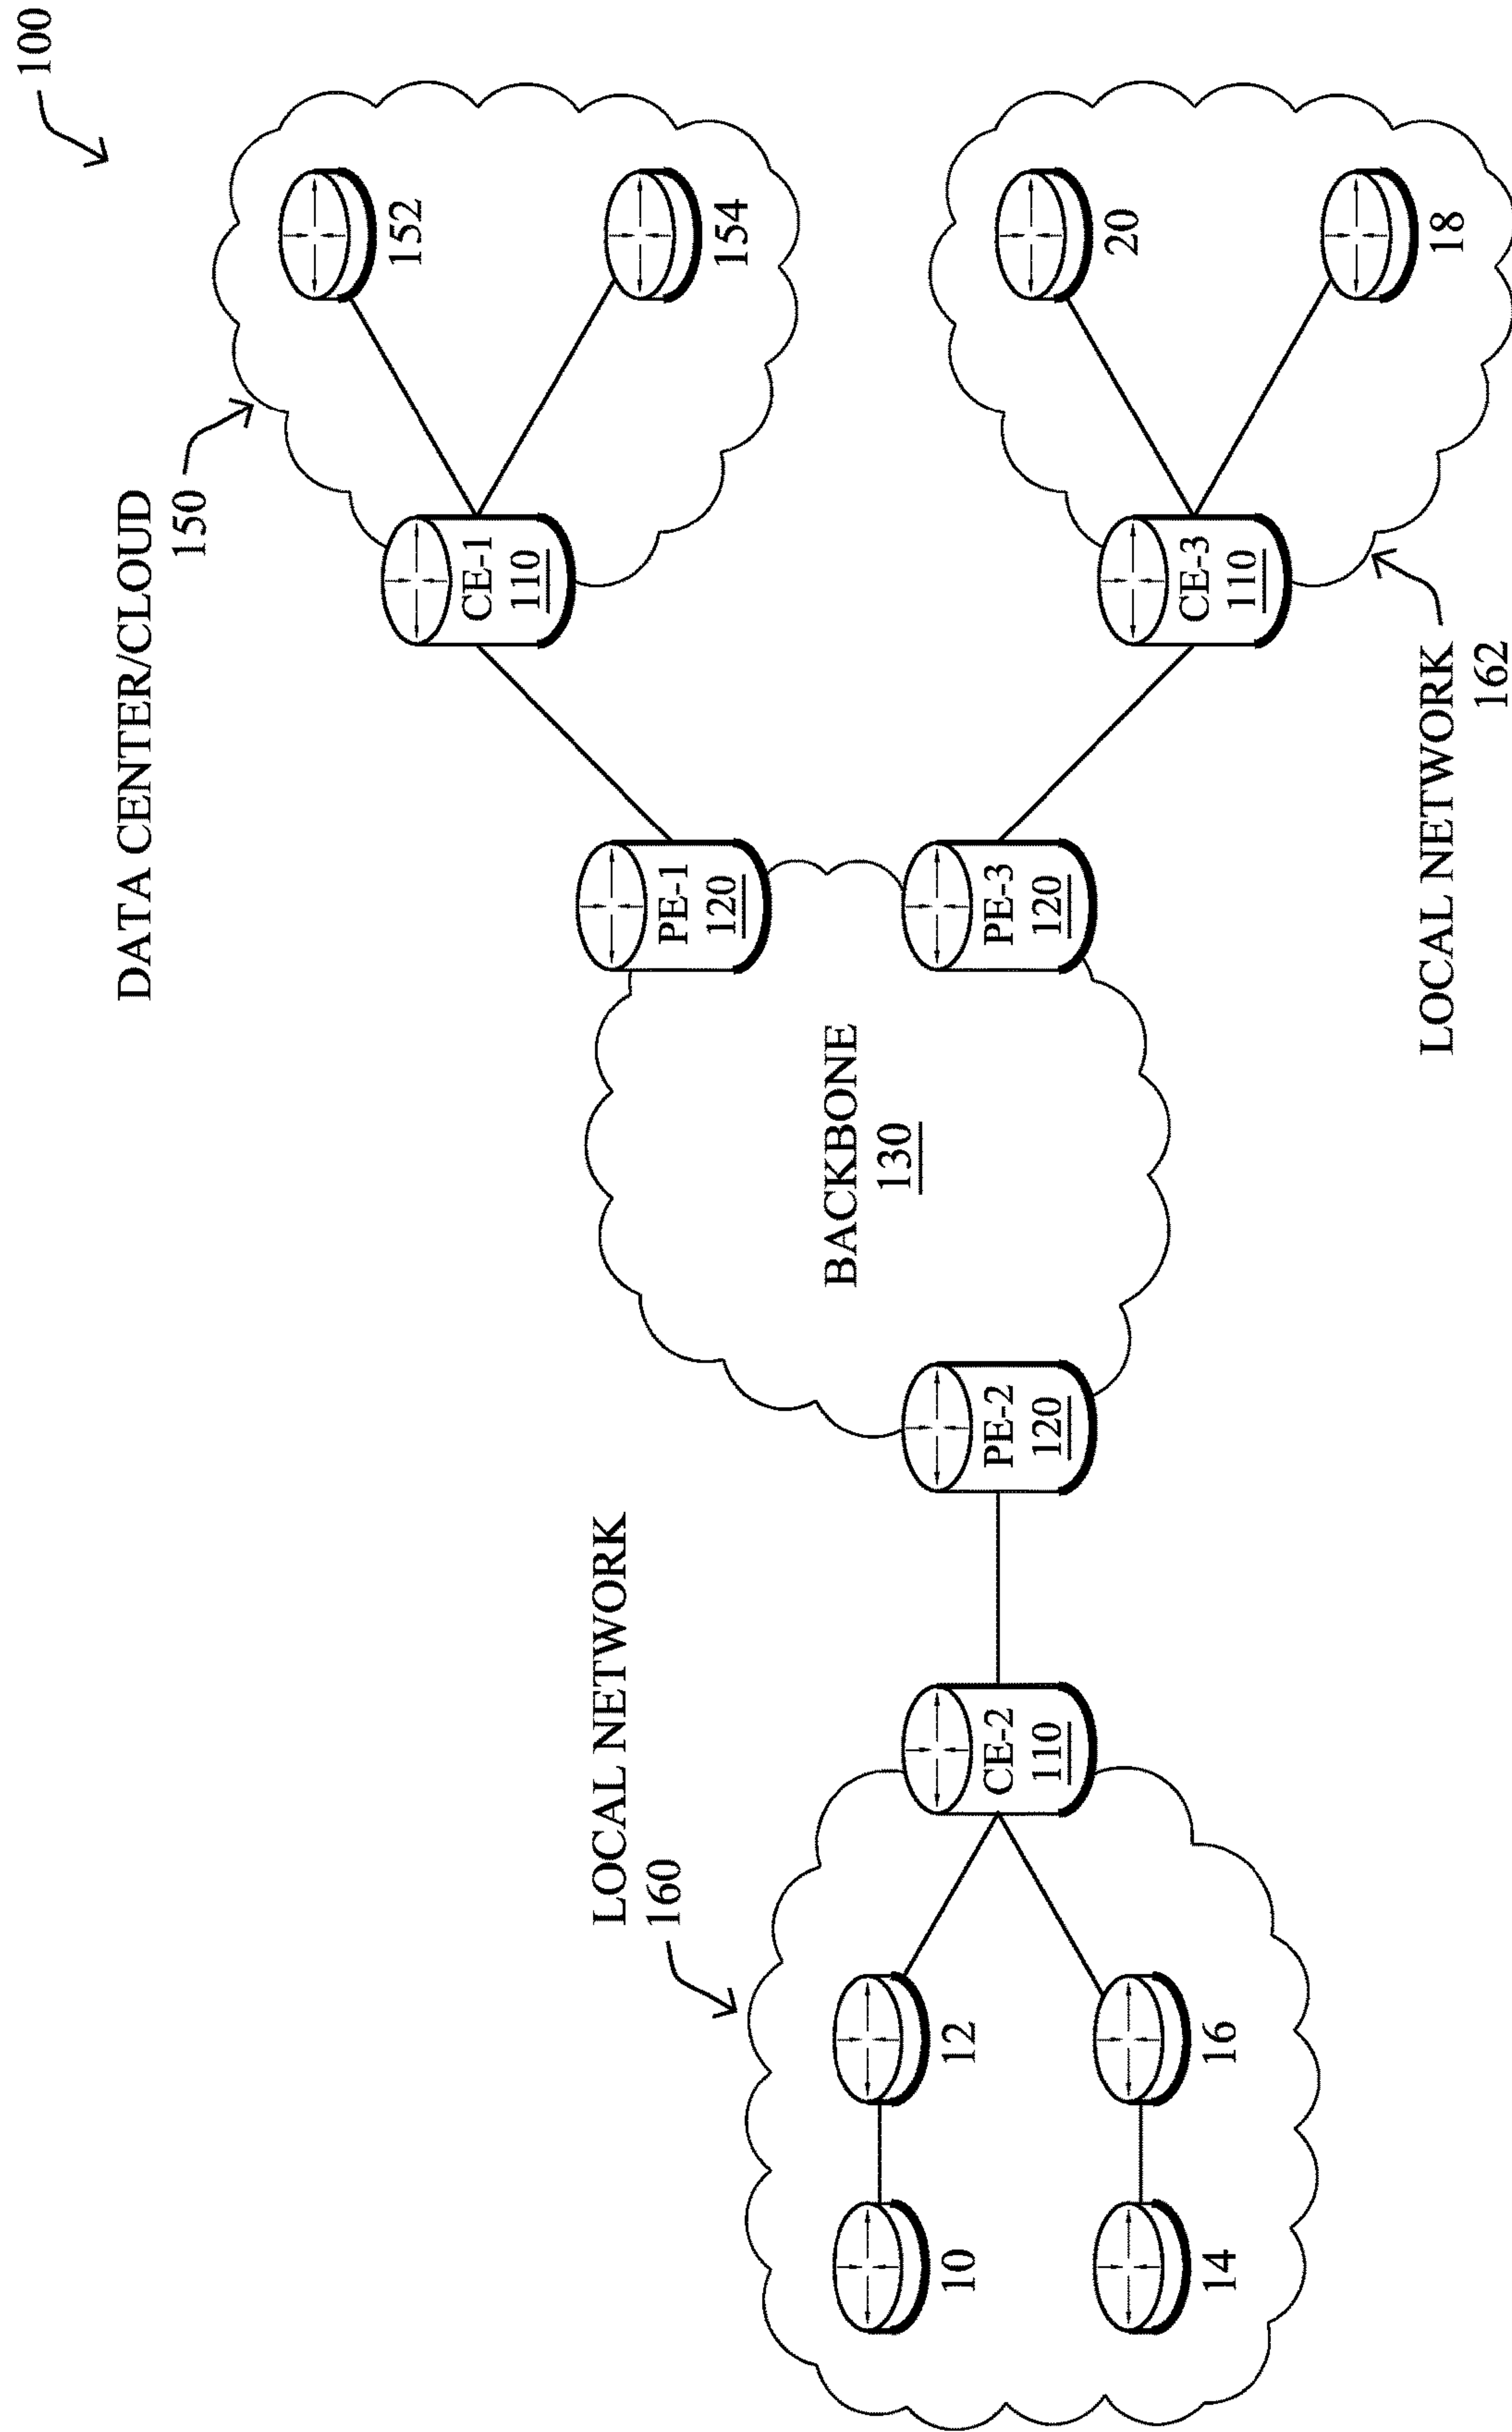 100
DATA CENTER/CLOUD
150
152
154
CE-1
110
PE-1
120
LOCAL NETWORK
160
BACKBONE
130
10
12
CE-2
110
PE-2
120
PE-3
120
CE-3
110
20
14
16
18
LOCAL NETWORK
162